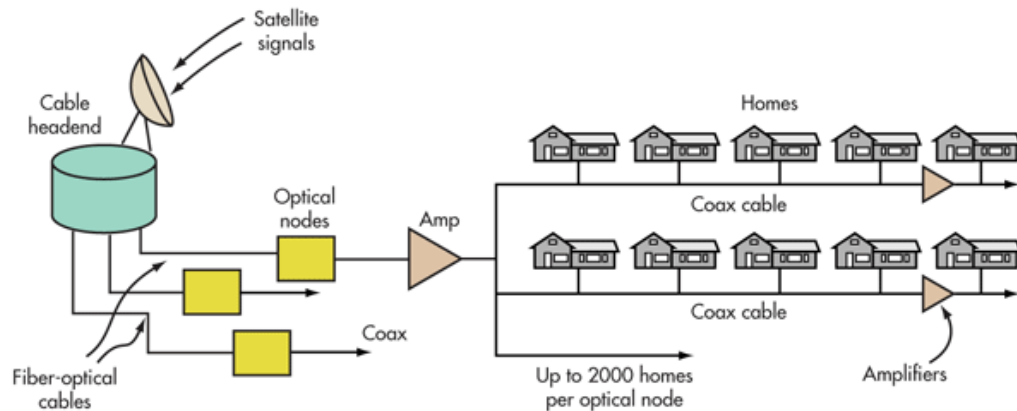 Satellite
signals
Cable
headend
Homes
Optical
nodes
Amp
Coax cable
Coax cable
Coax
Fiber-optical
cables
Up to 2000 homes
per optical node
Amplifiers